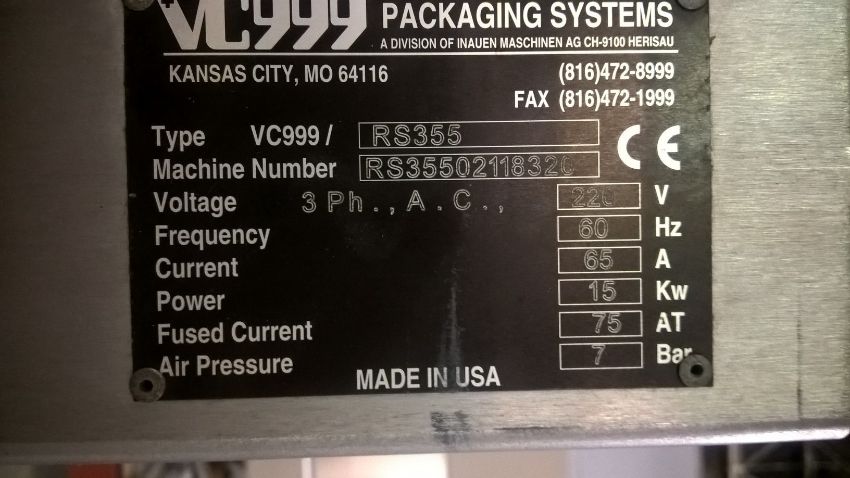 VC999 PACKAGING SYSTEMS
A DIVISION OF INAUEN MASCHINEN AG CH-9100 HERISAU
KANSAS CITY, MO 64116 (816)472-8999
FAX (816)472-1999
Type VC999 / RS355 CE
Machine Number RS35502118320
Voltage 3 Ph., A.C., 220 V
Frequency 60 Hz
Current 65 A
Power 15 Kw
Fused Current 75 AT
Air Pressure 7 Bar
MADE IN USA